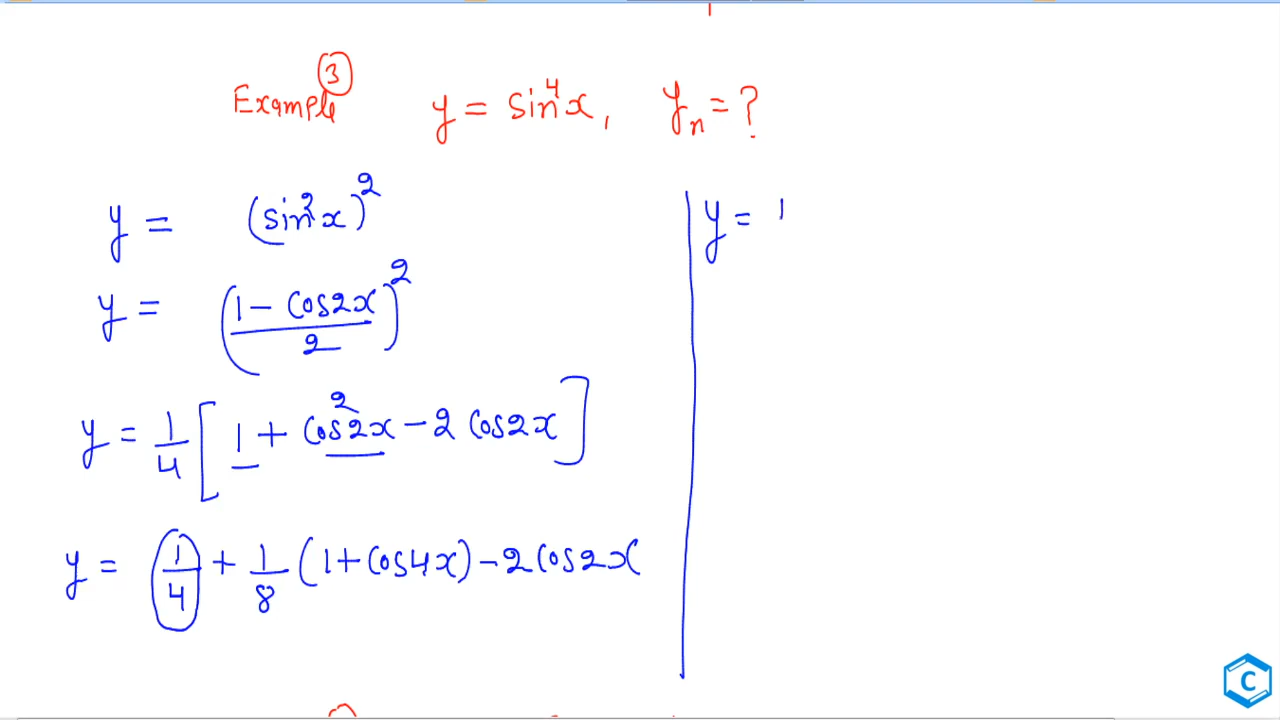 Example ③ y = sin⁴x, yₙ = ?
y = (sin²x)²
y = ((1 - cos2x)/2)²
y = 1/4 [1 + cos²2x - 2 cos2x]
y = 1/4 + 1/8 (1 + cos4x) - 2 cos2x
y = 1
C